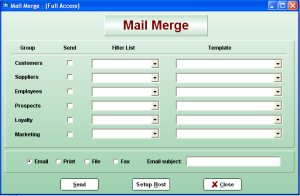 Mail Merge - (Full Access)
Mail Merge
Group Send Filter List Template
Customers
Suppliers
Employees
Prospects
Loyalty
Marketing
Email Print File Fax Email subject:
Send Setup Host Close